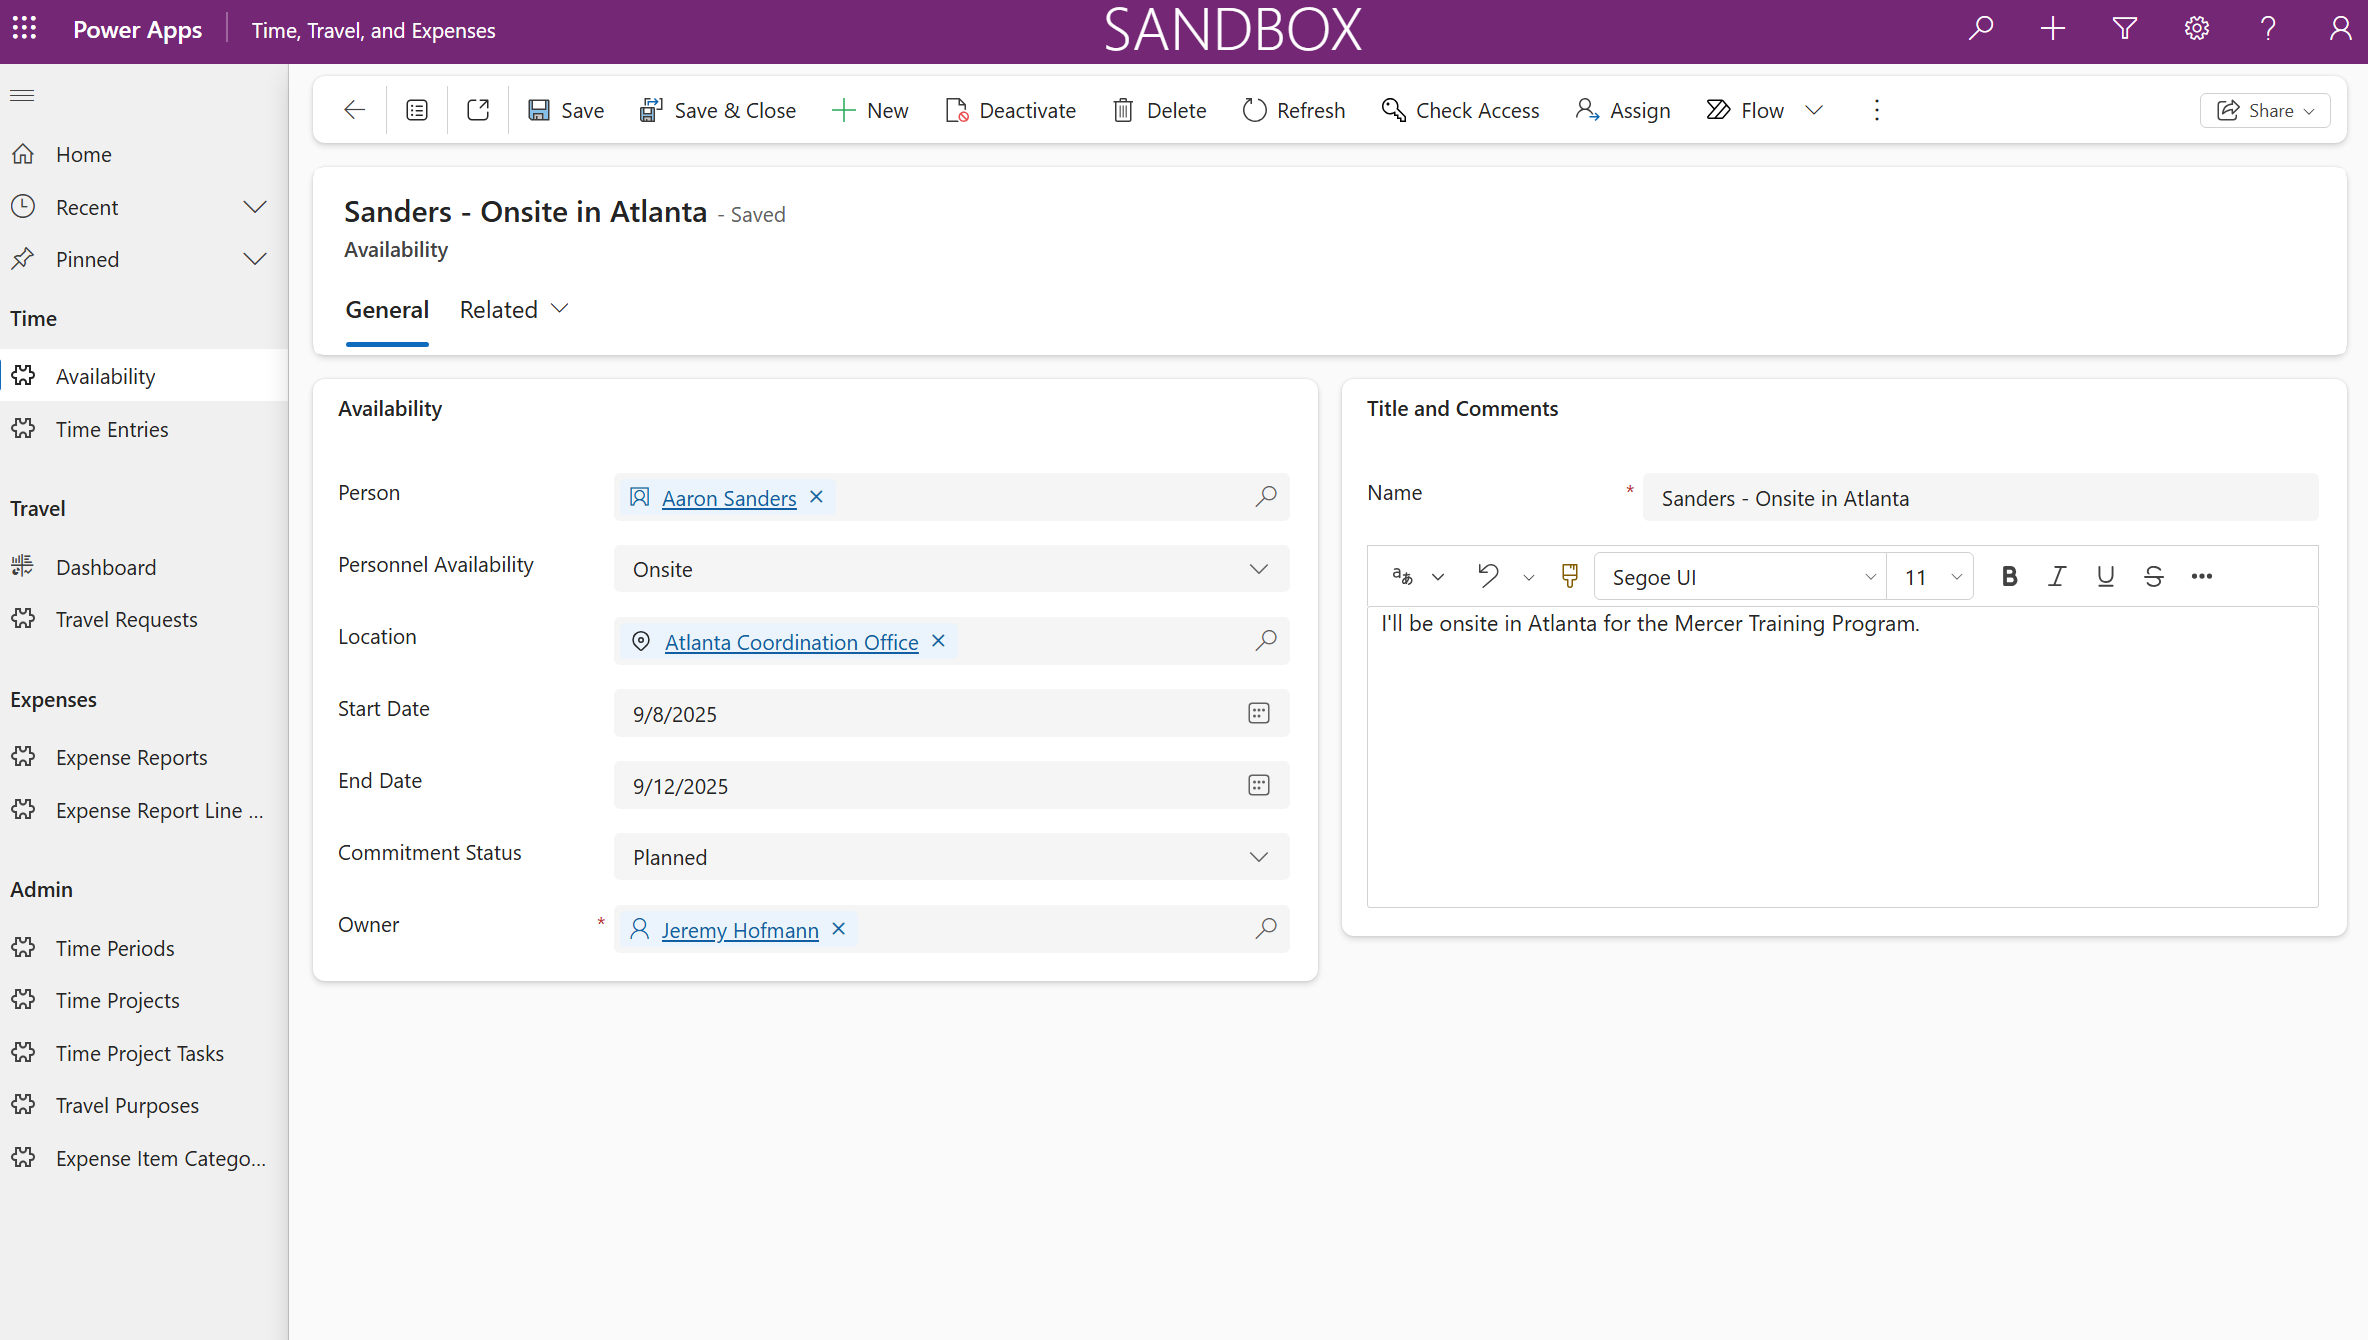 Power Apps
Time, Travel, and Expenses
SANDBOX
Save
Save & Close
New
Deactivate
Delete
Refresh
Check Access
Assign
Flow
Share
Home
Recent
Pinned
Time
Availability
Time Entries
Travel
Dashboard
Travel Requests
Expenses
Expense Reports
Expense Report Line ...
Admin
Time Periods
Time Projects
Time Project Tasks
Travel Purposes
Expense Item Catego...
Sanders - Onsite in Atlanta - Saved
Availability
General Related
Availability
Person
Aaron Sanders
Personnel Availability
Onsite
Location
Atlanta Coordination Office
Start Date
9/8/2025
End Date
9/12/2025
Commitment Status
Planned
Owner *
Jeremy Hofmann
Title and Comments
Name *
Sanders - Onsite in Atlanta
Segoe UI 11 B I U S
I'll be onsite in Atlanta for the Mercer Training Program.